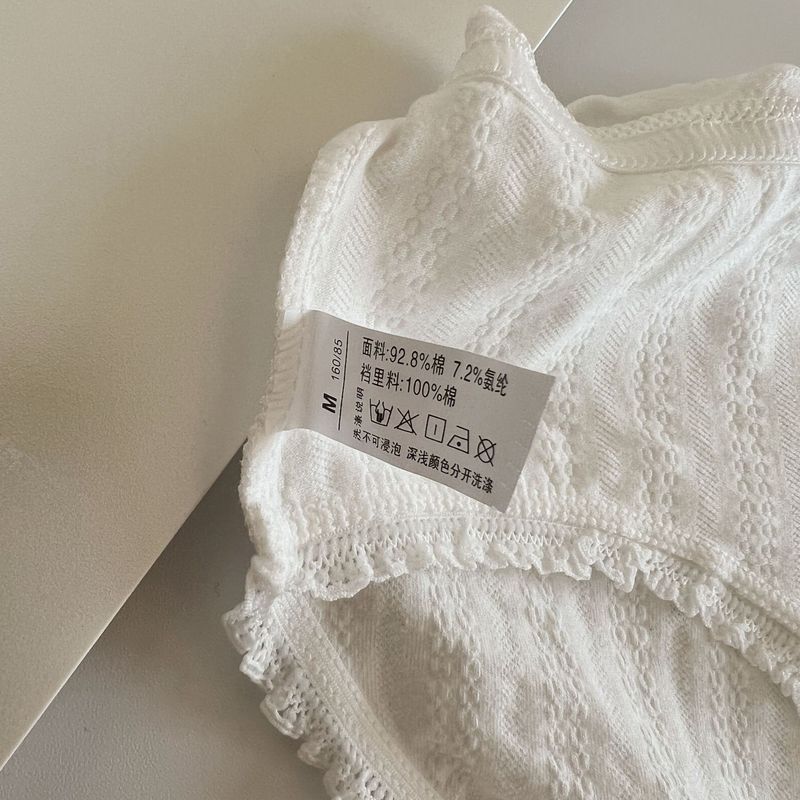 M 160/85
面料:92.8%棉 7.2%氨纶
裆里料:100%棉
洗涤说明
不可浸泡 深浅颜色分开洗涤